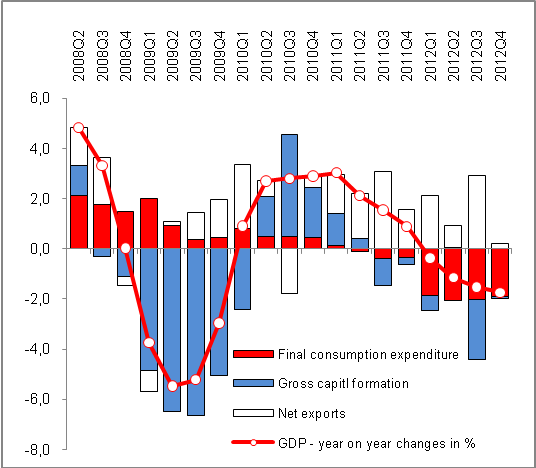 2008Q2
2008Q3
2008Q4
2009Q1
2009Q2
2009Q3
2009Q4
2010Q1
2010Q2
2010Q3
2010Q4
2011Q1
2011Q2
2011Q3
2011Q4
2012Q1
2012Q2
2012Q3
2012Q4
6,0
4,0
2,0
0,0
-2,0
-4,0
-6,0
-8,0
Final consumption expenditure
Gross capitl formation
Net exports
GDP - year on year changes in %